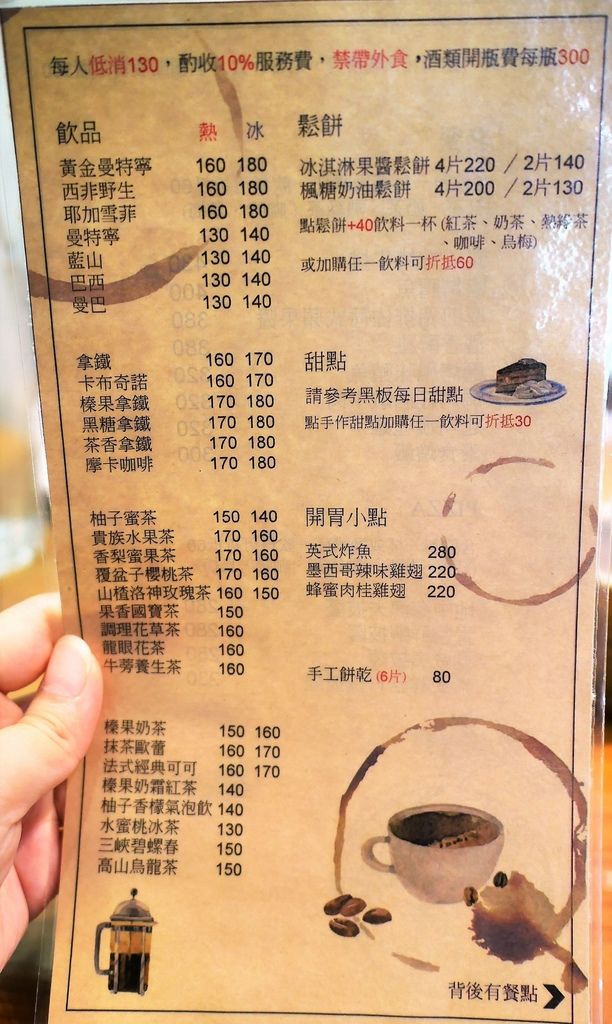 每人低消130，酌收10%服務費，禁帶外食，酒類開瓶費每瓶300
飲品 熱 冰
黃金曼特寧 160 180
西非野生 160 180
耶加雪菲 160 180
曼特寧 130 140
藍山 130 140
巴西 130 140
曼巴 130 140
拿鐵 160 170
卡布奇諾 160 170
榛果拿鐵 170 180
黑糖拿鐵 170 180
茶香拿鐵 170 180
摩卡咖啡 170 180
柚子蜜茶 150 140
貴族水果茶 170 160
香梨蜜果茶 170 160
覆盆子櫻桃茶 170 160
山楂洛神玫瑰茶 160 150
果香國寶茶 150
調理花草茶 160
龍眼花茶 160
牛蒡養生茶 160
榛果奶茶 150 160
抹茶歐蕾 160 170
法式經典可可 160 170
榛果奶霜紅茶 140
柚子香檬氣泡飲 140
水蜜桃冰茶 130
三峽碧螺春 150
高山烏龍茶 150
鬆餅
冰淇淋果醬鬆餅 4片220 / 2片140
楓糖奶油鬆餅 4片200 / 2片130
點鬆餅+40飲料一杯(紅茶、奶茶、熱綠茶
、咖啡、烏梅)
或加購任一飲料可折抵60
甜點
請參考黑板每日甜點
點手作甜點加購任一飲料可折抵30
開胃小點
英式炸魚 280
墨西哥辣味雞翅 220
蜂蜜肉桂雞翅 220
手工餅乾 (6片) 80
背後有餐點